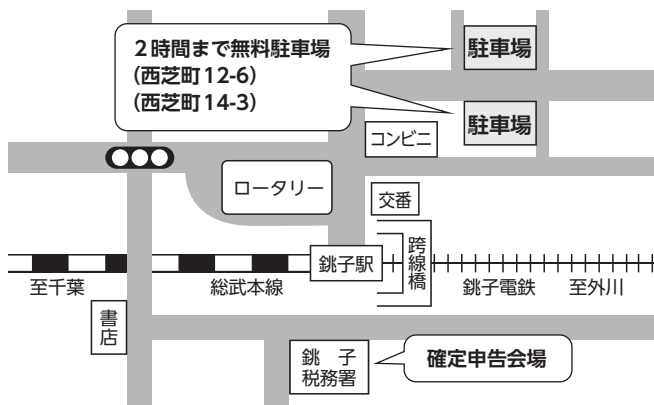 2時間まで無料駐車場
(西芝町12-6)
(西芝町14-3)
駐車場
駐車場
コンビニ
ロータリー
交番
跨線橋
銚子駅
至千葉
総武本線
銚子電鉄
至外川
書店
銚 子
税務署
確定申告会場